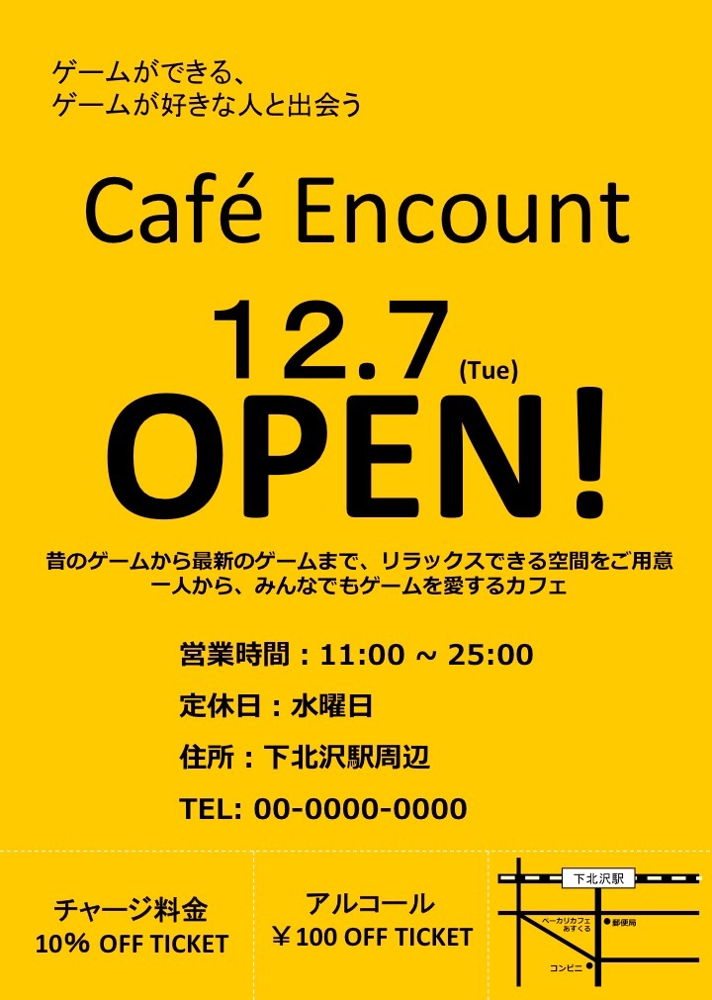 ゲームができる、
ゲームが好きな人と出会う
Café Encount
12.7 (Tue)
OPEN!
昔のゲームから最新のゲームまで、リラックスできる空間をご用意
一人から、みんなでもゲームを愛するカフェ
営業時間：11:00 ~ 25:00
定休日：水曜日
住所：下北沢駅周辺
TEL: 00-0000-0000
チャージ料金
10% OFF TICKET
アルコール
￥100 OFF TICKET
下北沢駅
ベーカリカフェ
あすくる
郵便局
コンビニ